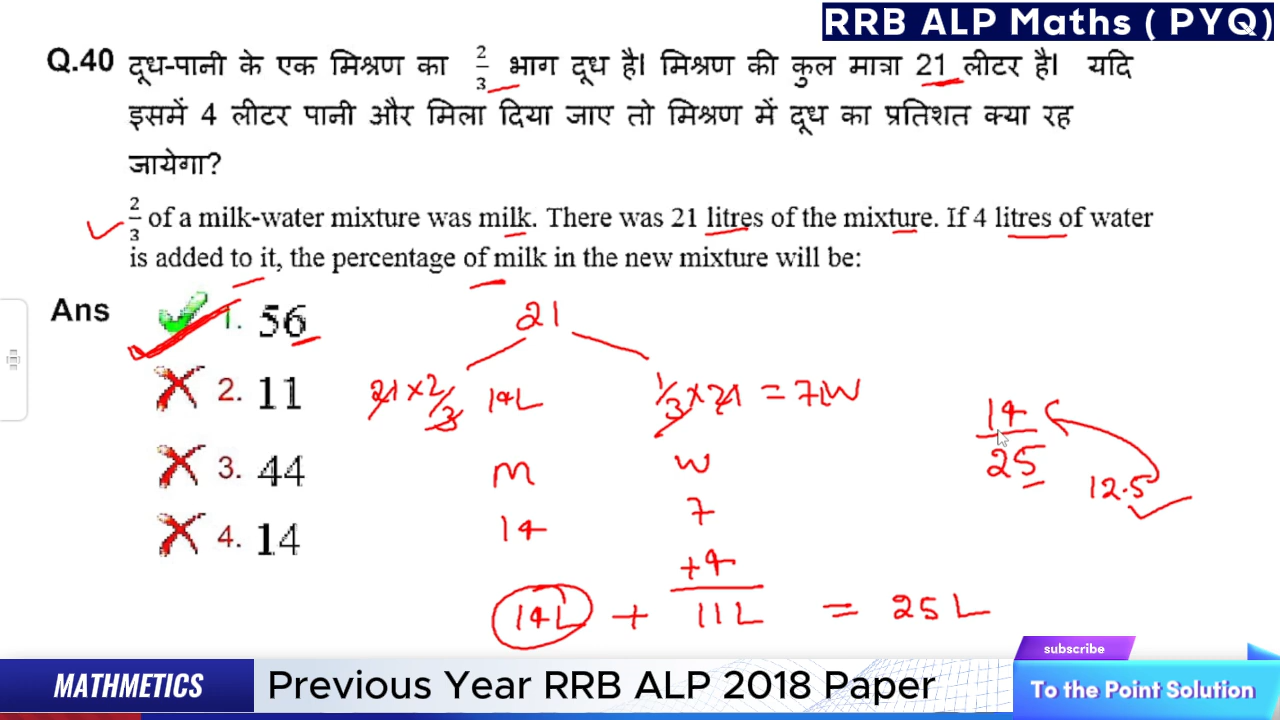 RRB ALP Maths ( PYQ)
Q.40 दूध-पानी के एक मिश्रण का 2/3 भाग दूध है। मिश्रण की कुल मात्रा 21 लीटर है। यदि
इसमें 4 लीटर पानी और मिला दिया जाए तो मिश्रण में दूध का प्रतिशत क्या रह
जायेगा?
2/3 of a milk-water mixture was milk. There was 21 litres of the mixture. If 4 litres of water
is added to it, the percentage of milk in the new mixture will be:
Ans 1. 56
2. 11
3. 44
4. 14
21
21 × 2/3 14L 1/3 × 21 = 7LW
M W
14 7
+4
14L + 11L = 25 L
14/25
12.5
subscribe
MATHMETICS Previous Year RRB ALP 2018 Paper To the Point Solution